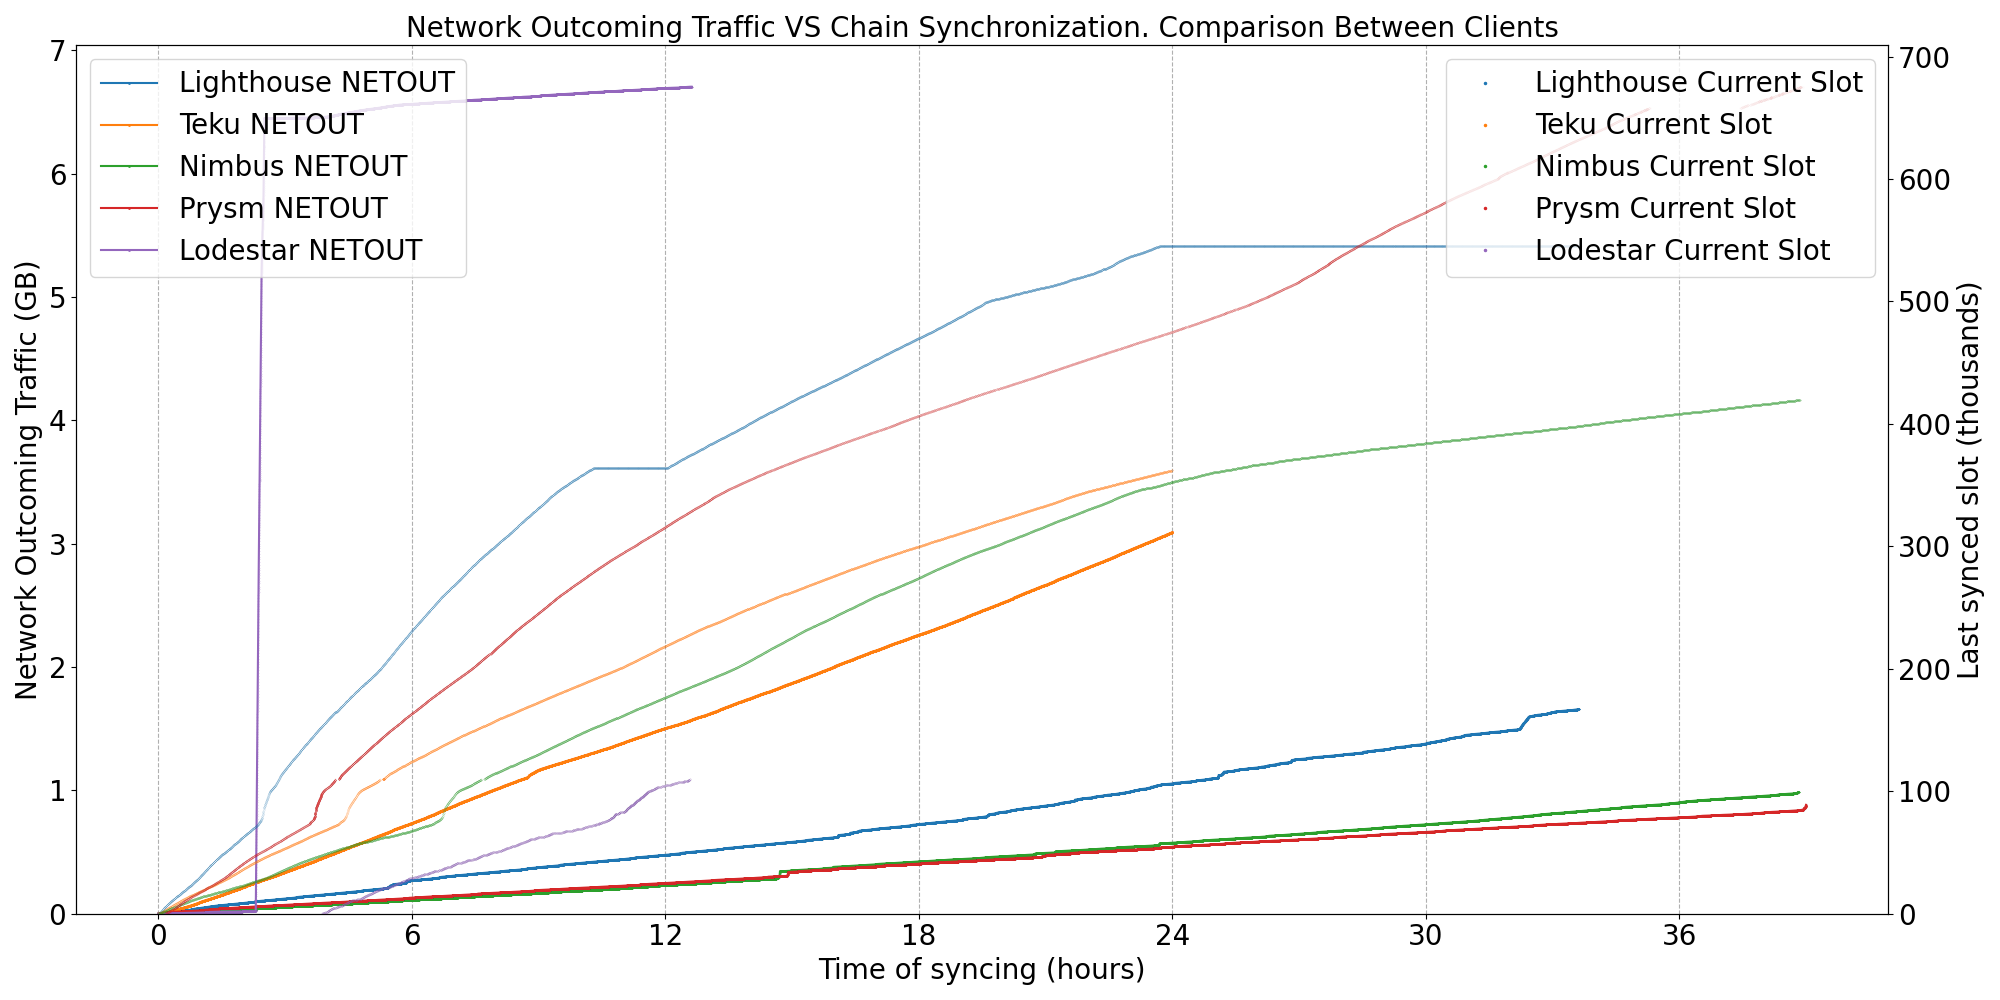 Network Outcoming Traffic VS Chain Synchronization. Comparison Between Clients
Lighthouse NETOUT
Teku NETOUT
Nimbus NETOUT
Prysm NETOUT
Lodestar NETOUT
Lighthouse Current Slot
Teku Current Slot
Nimbus Current Slot
Prysm Current Slot
Lodestar Current Slot
Network Outcoming Traffic (GB)
7
6
5
4
3
2
1
0
Last synced slot (thousands)
700
600
500
400
300
200
100
0
0 6 12 18 24 30 36
Time of syncing (hours)